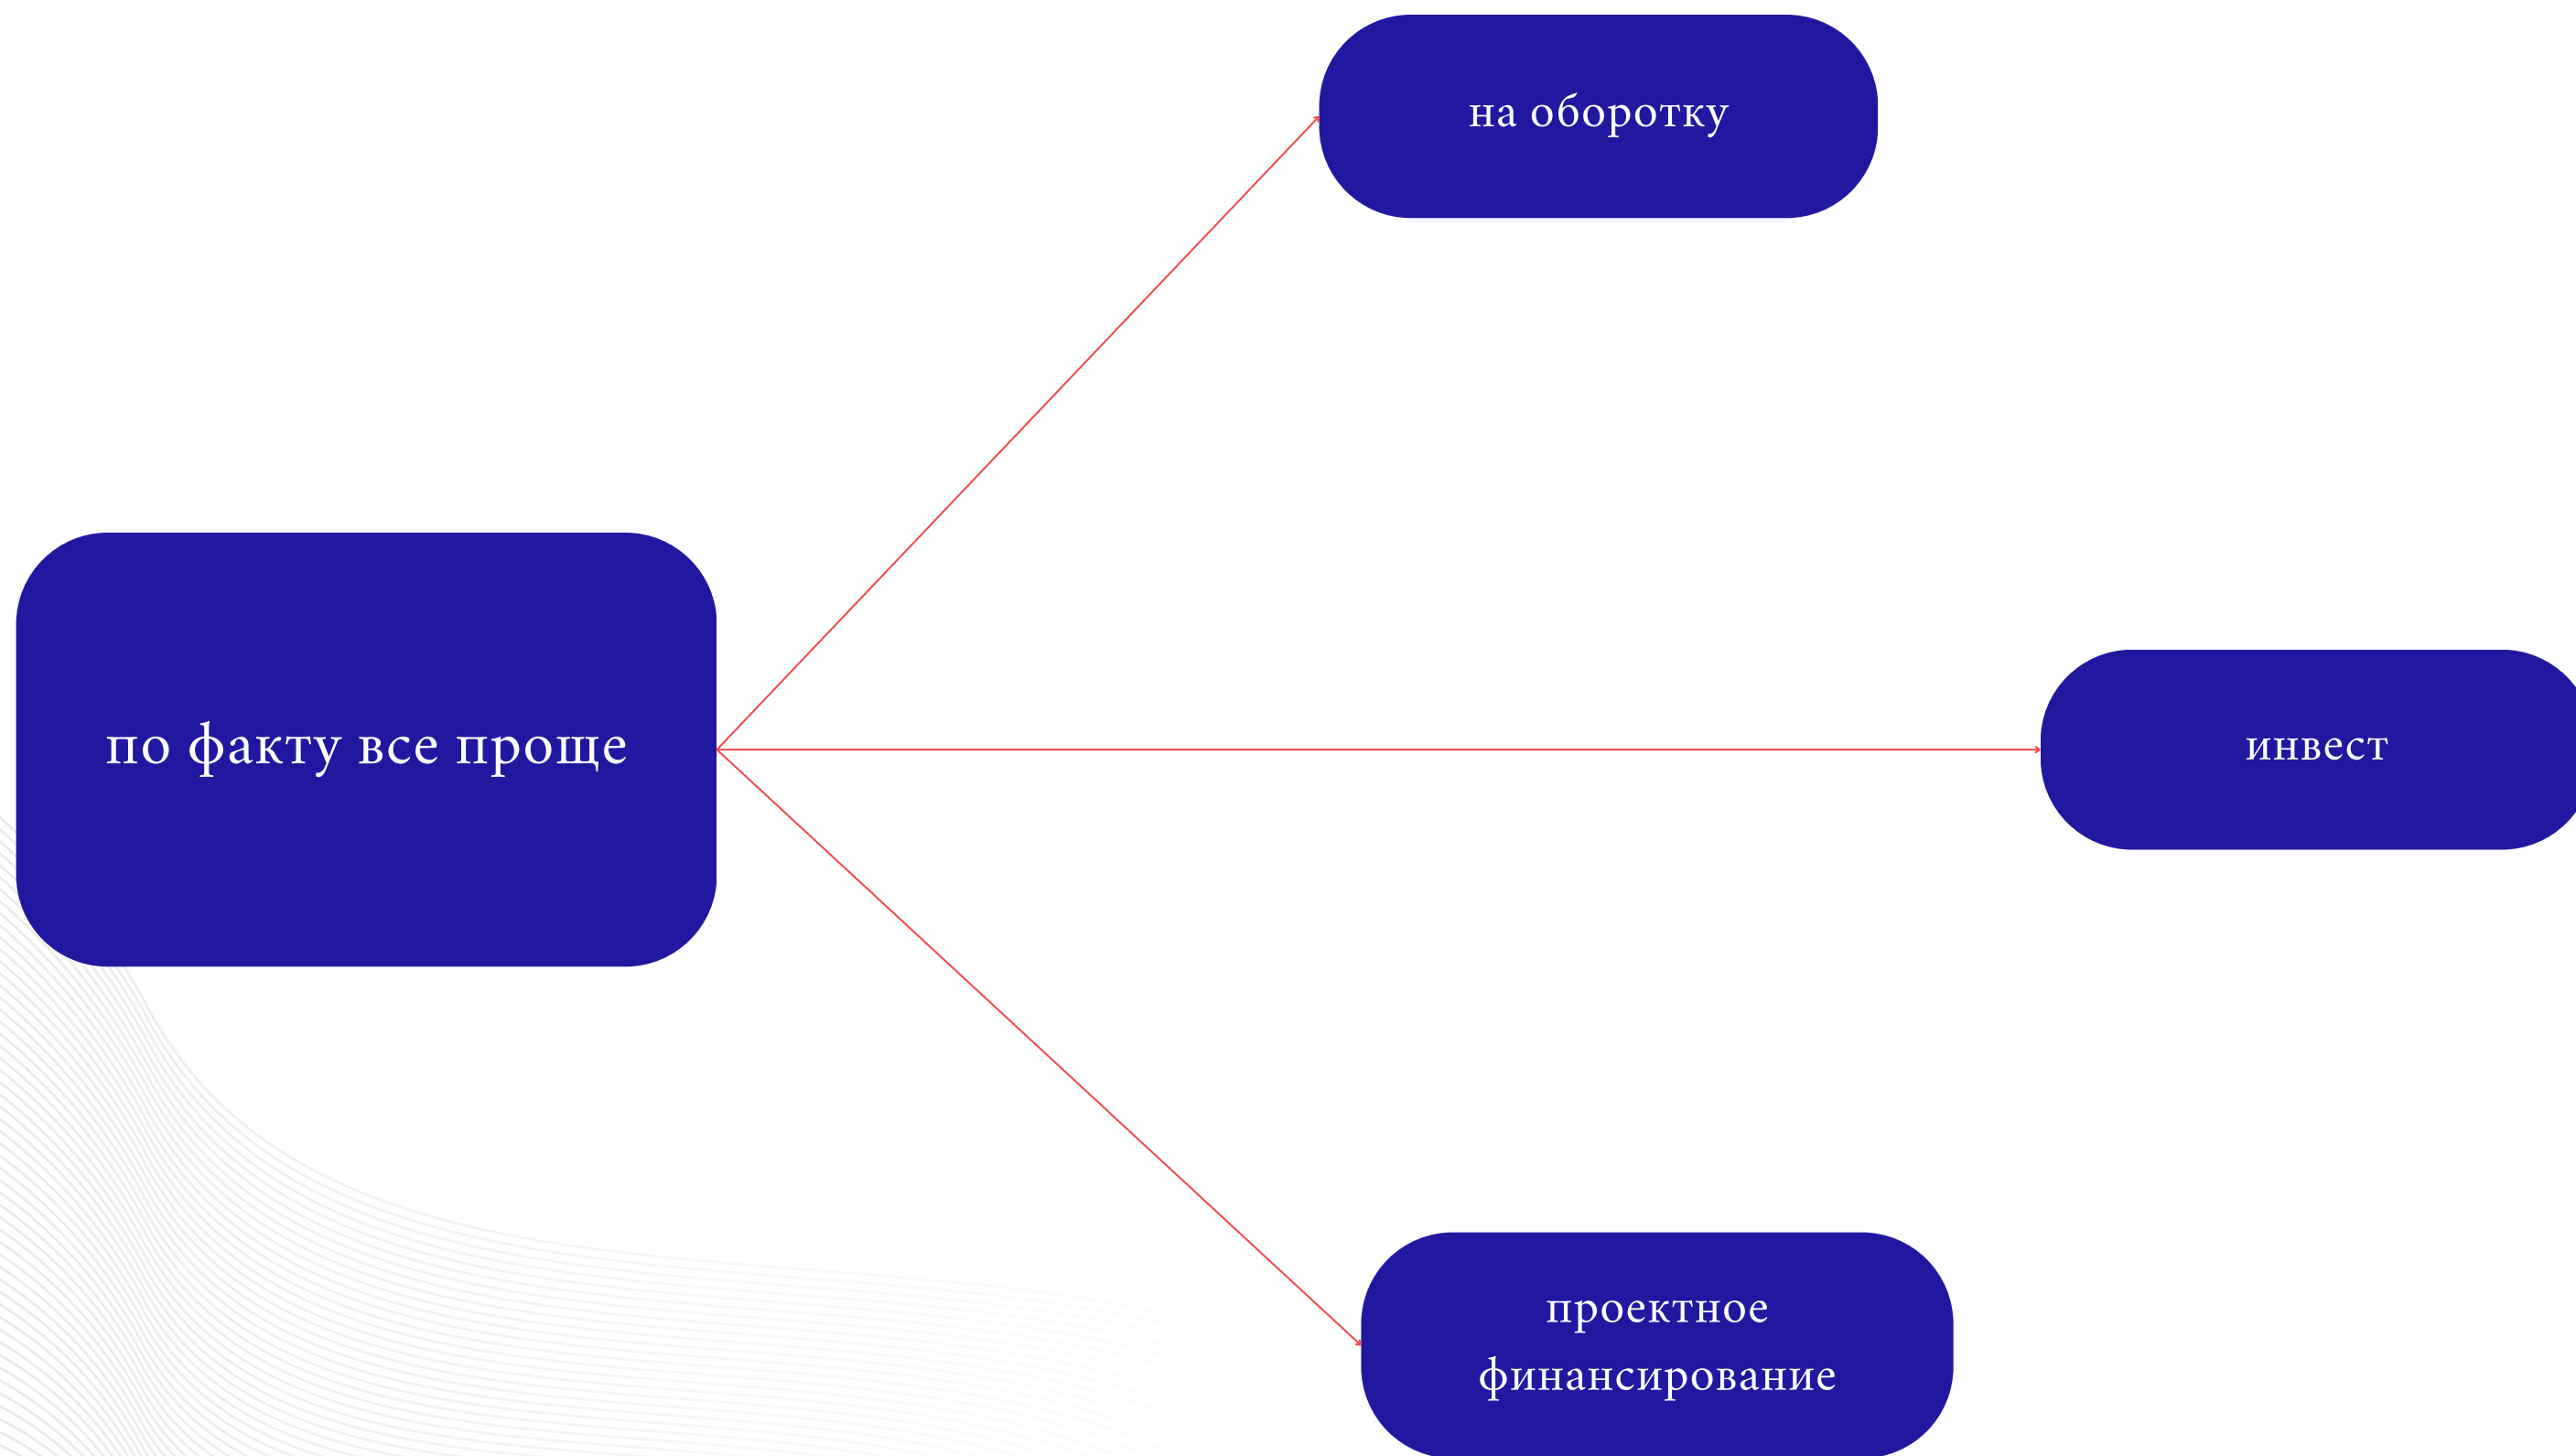 на оборотку
по факту все проще
инвест
проектное
финансирование